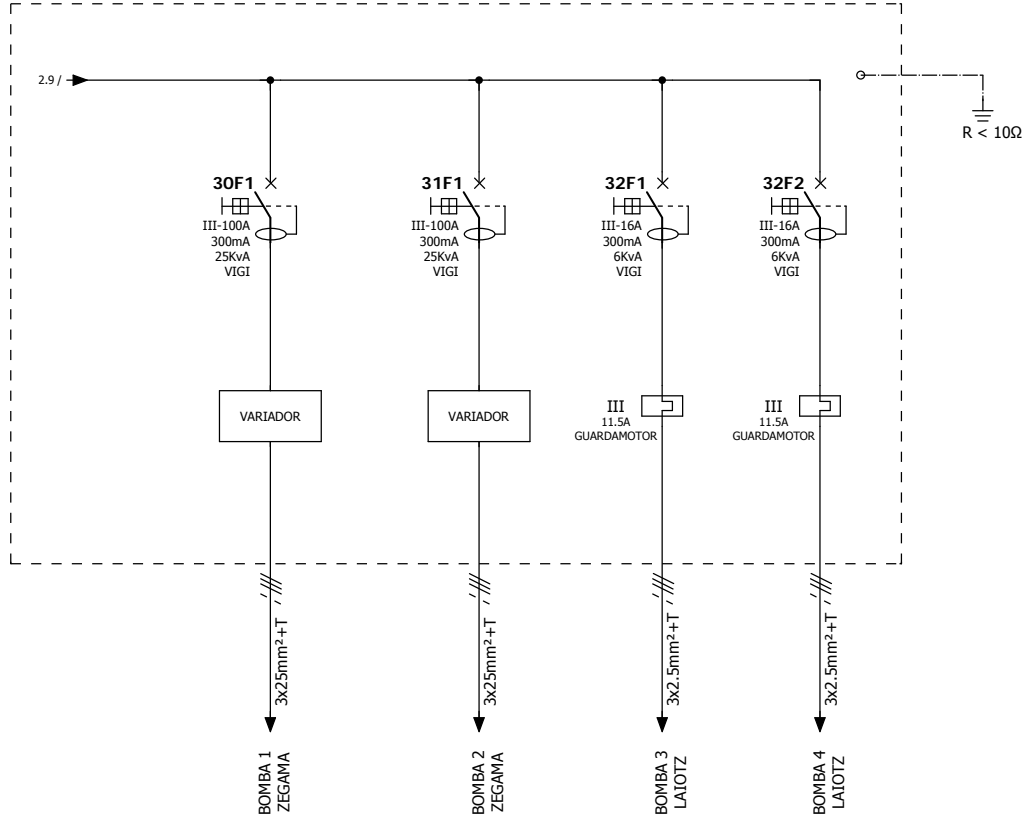 2.9 /
R < 10Ω
30F1
III-100A
300mA
25KvA
VIGI
31F1
III-100A
300mA
25KvA
VIGI
32F1
III-16A
300mA
6KvA
VIGI
32F2
III-16A
300mA
6KvA
VIGI
VARIADOR
VARIADOR
III
11.5A
GUARDAMOTOR
III
11.5A
GUARDAMOTOR
3x25mm²+T
3x25mm²+T
3x2.5mm²+T
3x2.5mm²+T
BOMBA 1
ZEGAMA
BOMBA 2
ZEGAMA
BOMBA 3
LAIOTZ
BOMBA 4
LAIOTZ